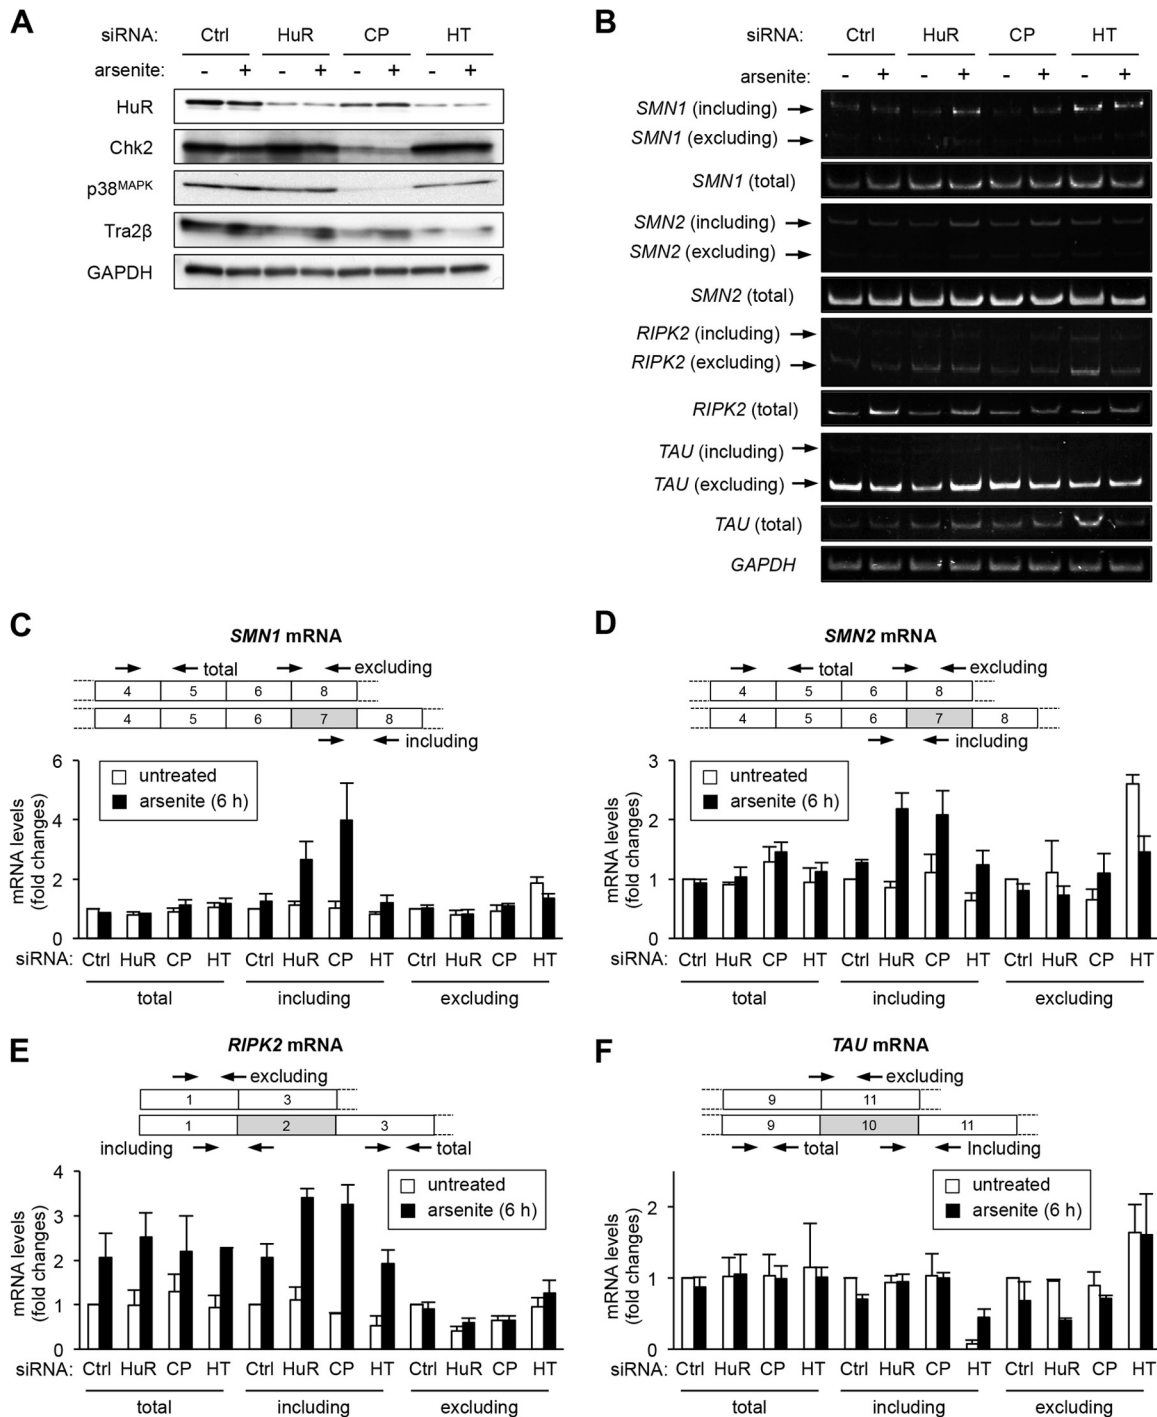 A
siRNA: Ctrl HuR CP HT
arsenite: - + - + - + - +
HuR
Chk2
p38MAPK
Tra2β
GAPDH
B
siRNA: Ctrl HuR CP HT
arsenite: - + - + - + - +
SMN1 (including)
SMN1 (excluding)
SMN1 (total)
SMN2 (including)
SMN2 (excluding)
SMN2 (total)
RIPK2 (including)
RIPK2 (excluding)
RIPK2 (total)
TAU (including)
TAU (excluding)
TAU (total)
GAPDH
C
SMN1 mRNA
total excluding
4 5 6 8
4 5 6 7 8
including
mRNA levels
(fold changes)
6
4
2
0
untreated
arsenite (6 h)
siRNA: Ctrl HuR CP HT Ctrl HuR CP HT Ctrl HuR CP HT
total including excluding
D
SMN2 mRNA
total excluding
4 5 6 8
4 5 6 7 8
including
mRNA levels
(fold changes)
3
2
1
0
untreated
arsenite (6 h)
siRNA: Ctrl HuR CP HT Ctrl HuR CP HT Ctrl HuR CP HT
total including excluding
E
RIPK2 mRNA
excluding
1 3
1 2 3
including total
mRNA levels
(fold changes)
4
3
2
1
0
untreated
arsenite (6 h)
siRNA: Ctrl HuR CP HT Ctrl HuR CP HT Ctrl HuR CP HT
total including excluding
F
TAU mRNA
excluding
9 11
9 10 11
total Including
mRNA levels
(fold changes)
2
1
0
untreated
arsenite (6 h)
siRNA: Ctrl HuR CP HT Ctrl HuR CP HT Ctrl HuR CP HT
total including excluding